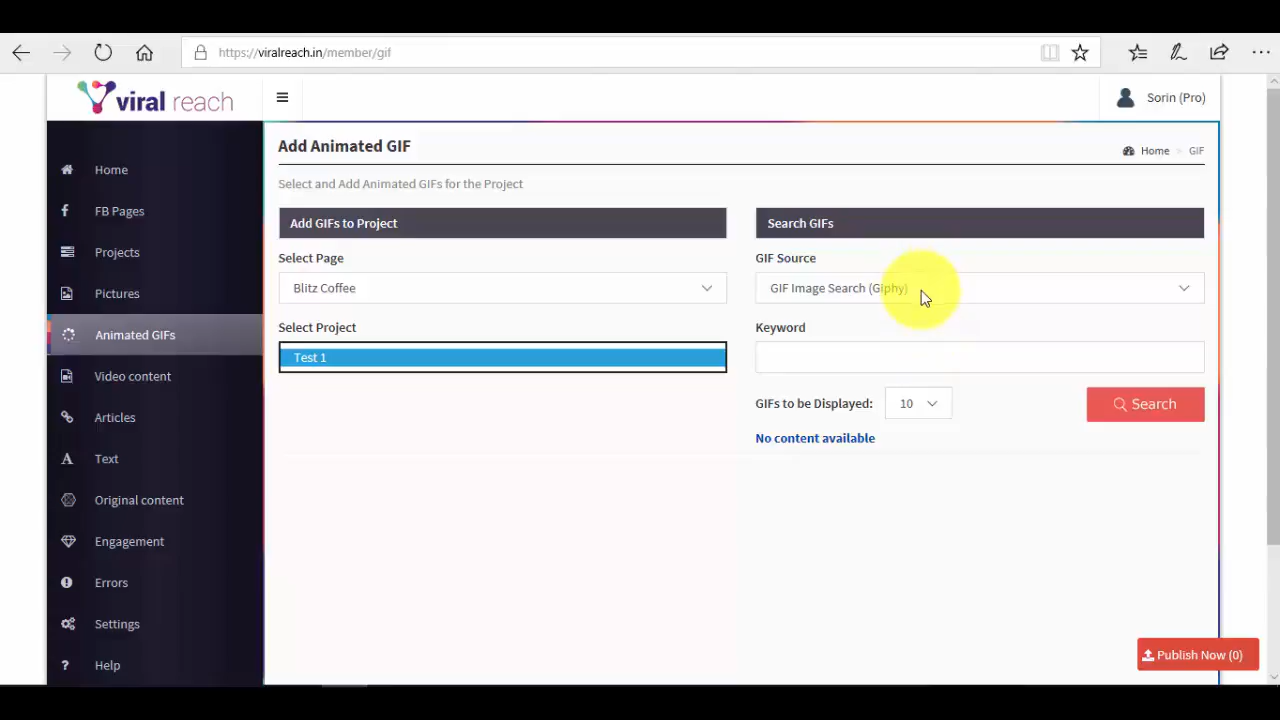 https://viralreach.in/member/gif
viral reach
Sorin (Pro)
Home
FB Pages
Projects
Pictures
Animated GIFs
Video content
Articles
Text
Original content
Engagement
Errors
Settings
Help
Add Animated GIF
Home > GIF
Select and Add Animated GIFs for the Project
Add GIFs to Project
Select Page
Blitz Coffee
Select Project
Test 1
Search GIFs
GIF Source
GIF Image Search (Giphy)
Keyword
GIFs to be Displayed: 10
Search
No content available
Publish Now (0)